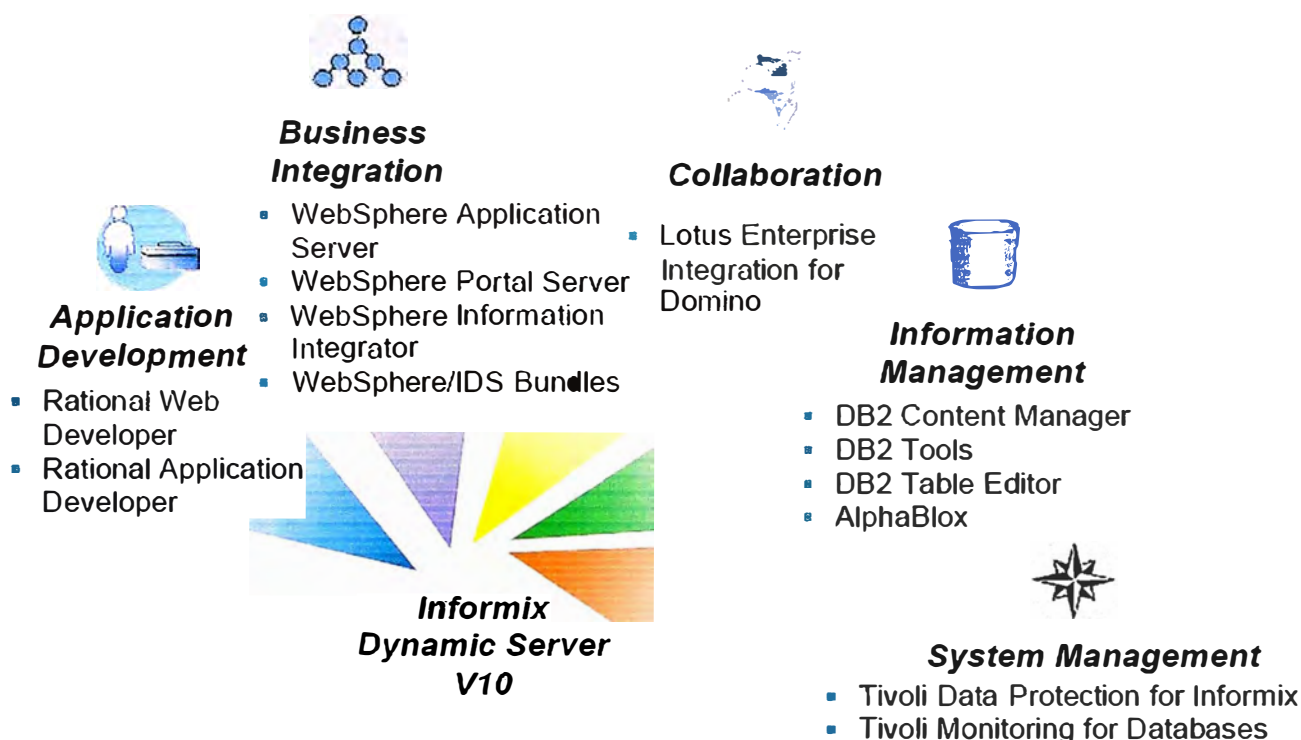 Business
Integration
WebSphere Application
Server
WebSphere Portal Server
WebSphere Information
Integrator
WebSphere/IDS Bundles
Collaboration
Lotus Enterprise
Integration for
Domino
Application
Development
Rational Web
Developer
Rational Application
Developer
Information
Management
DB2 Content Manager
DB2 Tools
DB2 Table Editor
AlphaBlox
Informix
Dynamic Server
V10
System Management
Tivoli Data Protection for Informix
Tivoli Monitoring for Databases